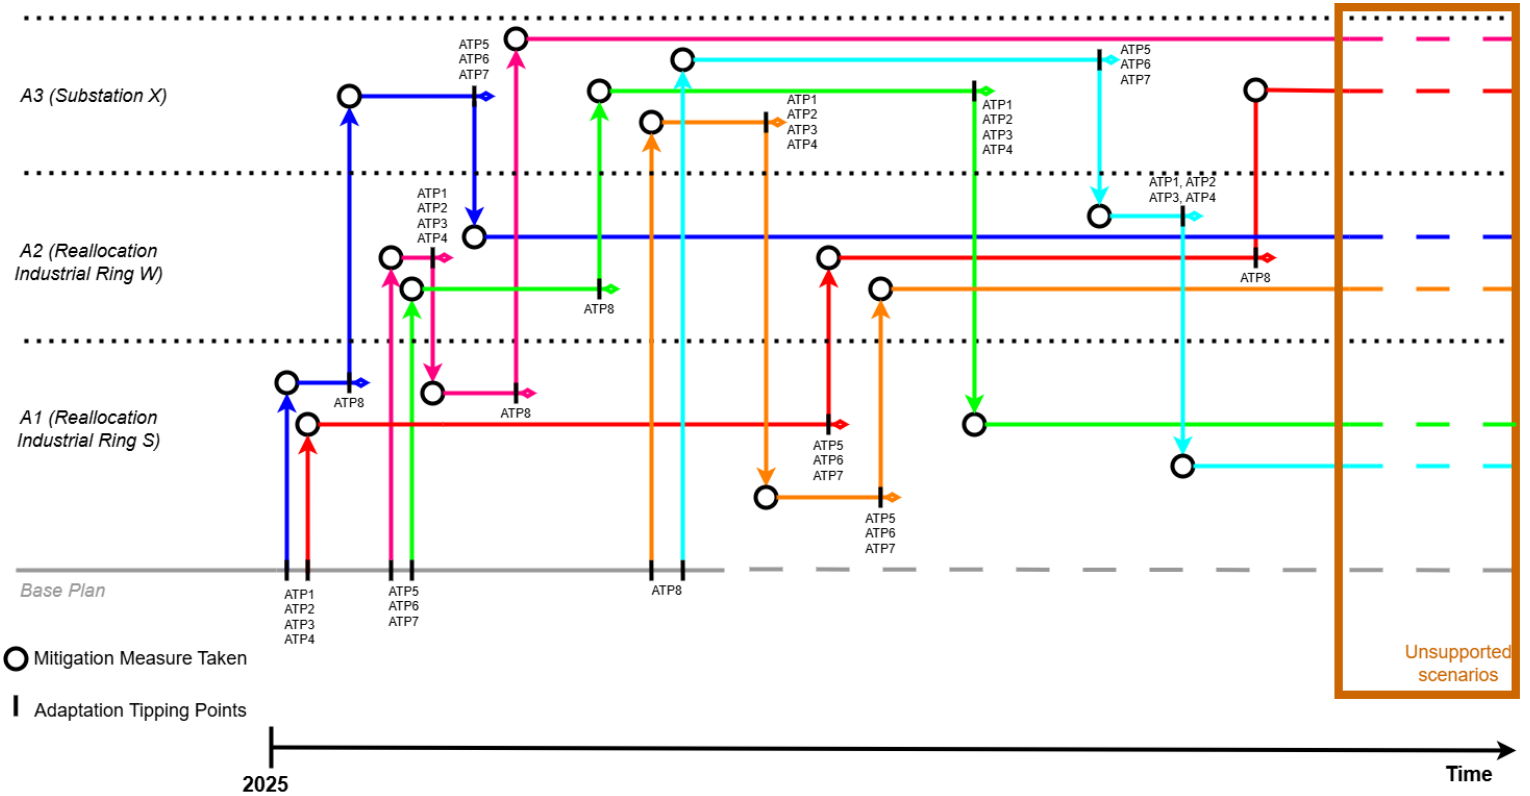 ATP5
ATP6
ATP7
ATP5
ATP6
ATP7
A3 (Substation X)
ATP1
ATP2
ATP3
ATP4
ATP1
ATP2
ATP3
ATP4
ATP1
ATP2
ATP3
ATP4
ATP1, ATP2
ATP3, ATP4
A2 (Reallocation
Industrial Ring W)
ATP8
ATP8
ATP8
ATP8
A1 (Reallocation
Industrial Ring S)
ATP5
ATP6
ATP7
ATP5
ATP6
ATP7
Base Plan
ATP1
ATP2
ATP3
ATP4
ATP5
ATP6
ATP7
ATP8
Unsupported
scenarios
Mitigation Measure Taken
Adaptation Tipping Points
2025
Time